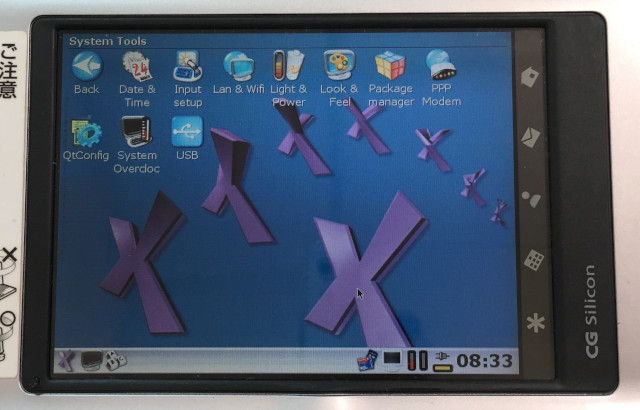 System Tools
Back
Date &
Time
Input
setup
Lan & Wifi
Light &
Power
Look &
Feel
Package
manager
PPP
Modem
QtConfig
System
Overcloc
USB
08:33
CG Silicon
ご注意